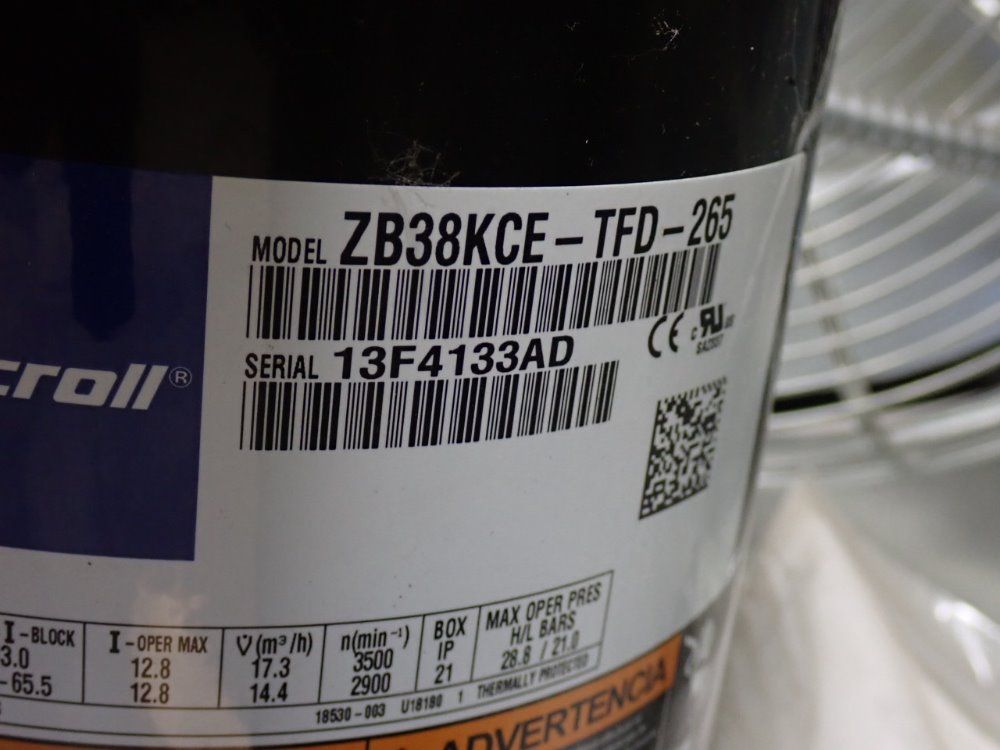 MODEL ZB38KCE-TFD-265
SERIAL 13F4133AD
CE
croll®
I-BLOCK
3.0
-65.5
I-OPER MAX
12.8
12.8
V̇(m³/h)
17.3
14.4
n(min⁻¹)
3500
2900
BOX
IP
21
MAX OPER PRES
H/L BARS
28.8 / 21.0
18530-003 U18180 1 THERMALLY PROTECTED
ADVERTENCIA